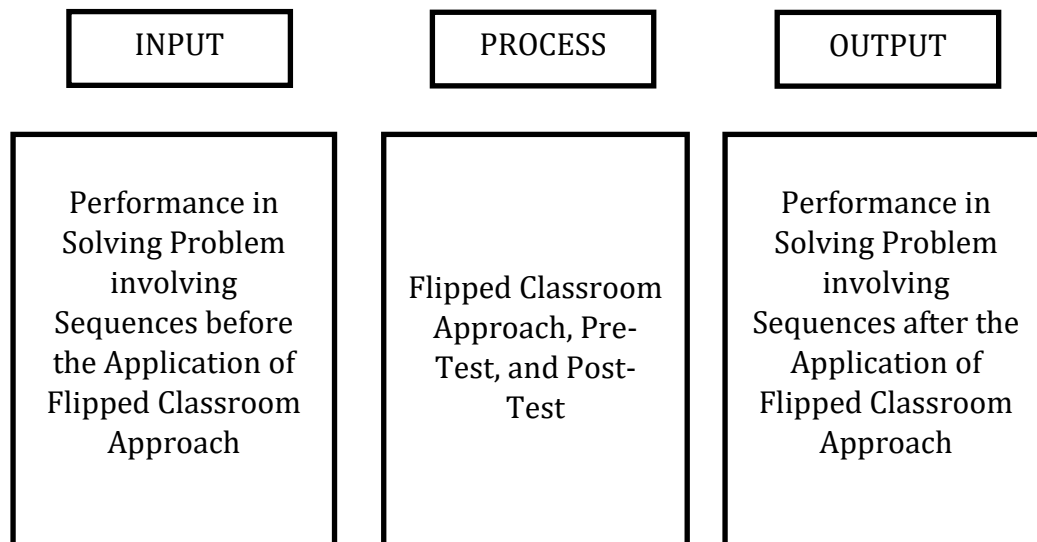 INPUT
PROCESS
OUTPUT
Performance in
Solving Problem
involving
Sequences before
the Application of
Flipped Classroom
Approach
Flipped Classroom
Approach, Pre-
Test, and Post-
Test
Performance in
Solving Problem
involving
Sequences after the
Application of
Flipped Classroom
Approach